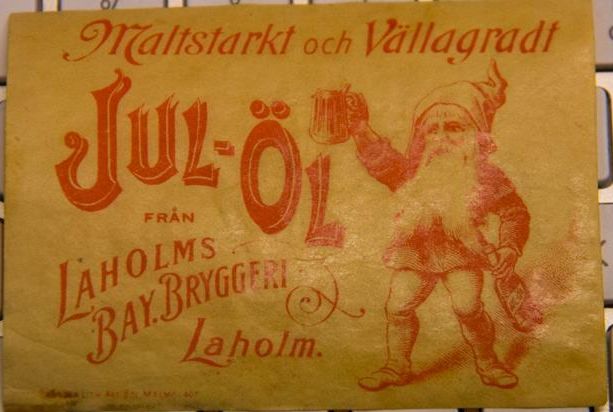 Maltstarkt och Vällagradt
JUL-ÖL
FRÅN
LAHOLMS
BAY. BRYGGERI
Laholm.